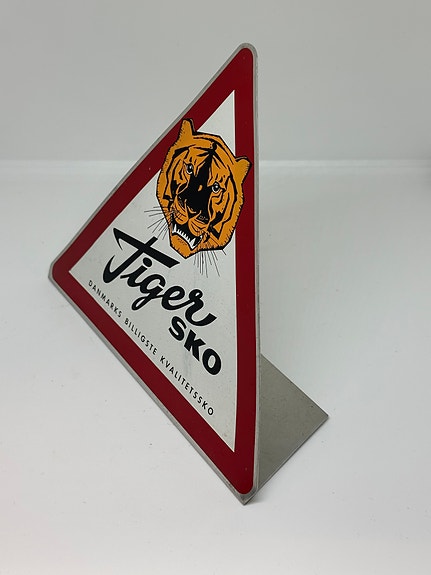 Tiger
SKO
DANMARKS BILLIGSTE KVALITETSSKO